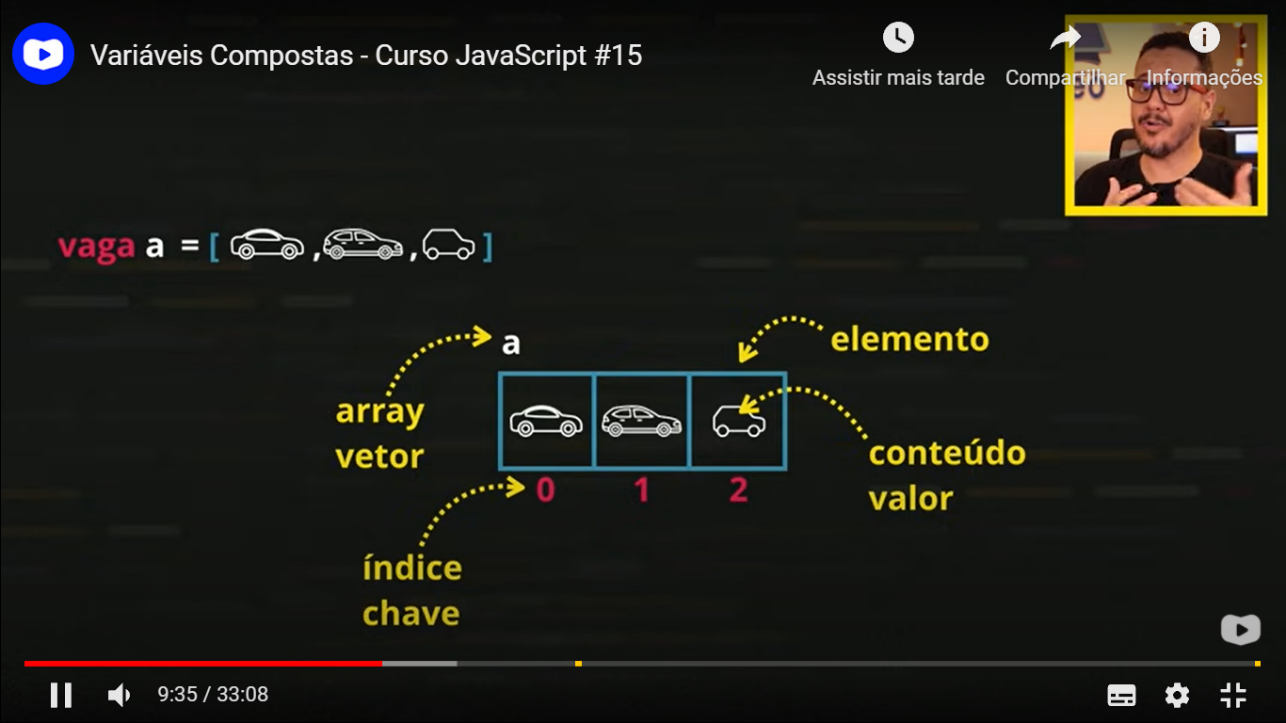 Variáveis Compostas - Curso JavaScript #15
Assistir mais tarde
Compartilhar
Informações
vaga a = [ , , ]
a
elemento
array
vetor
conteúdo
valor
0 1 2
índice
chave
9:35 / 33:08